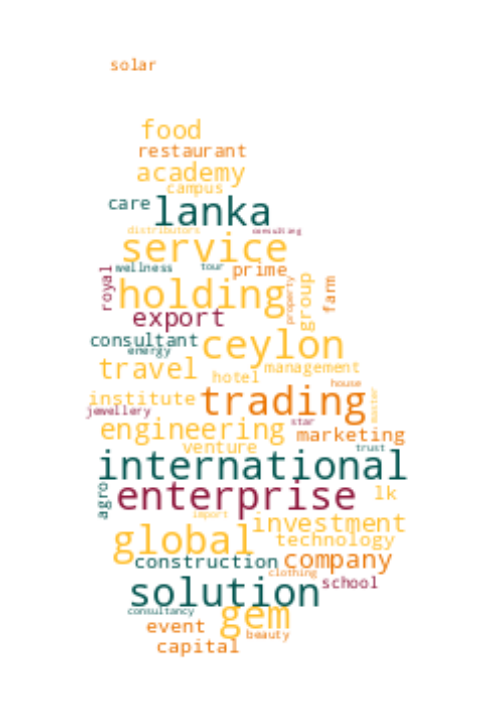 solar
food
restaurant
academy
campus
care lanka
distributors consulting
service
wellness tour prime
royal holding property group farm
export
consultant ceylon
energy
travel hotel management
house
institute trading master
jewellery star
engineering marketing
venture trust
international
agro enterprise lk
import investment
global technology
construction company
clothing
solution school
consultancy gem
event beauty
capital